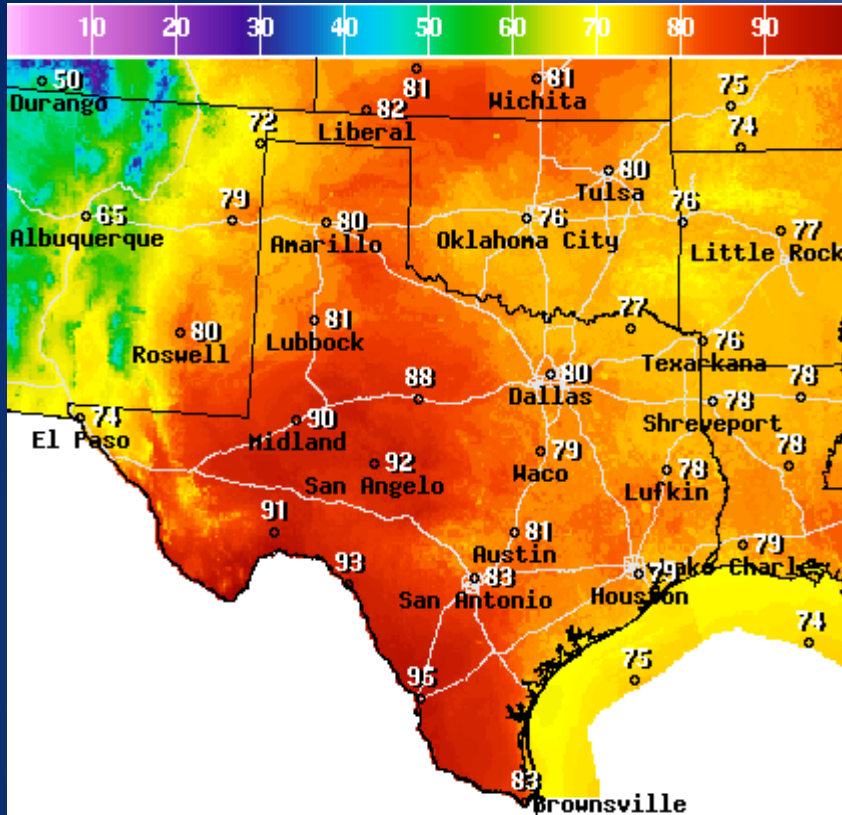 10 20 30 40 50 60 70 80 90
50 81 81 75
Durango Wichita
82
Liberal
72 74
80
Tulsa
65 79 80 76 76 77
Albuquerque Amarillo Oklahoma City Little Rock
80 81 77 76
Roswell Lubbock Texarkana
88 80 78 78
Dallas Shreveport
74 90
El Paso Midland
92 79 78 78
San Angelo Waco Lufkin
91 81 79
Austin Lake Charles
93 83 79
San Antonio Houston
95 75 74
83
Brownsville